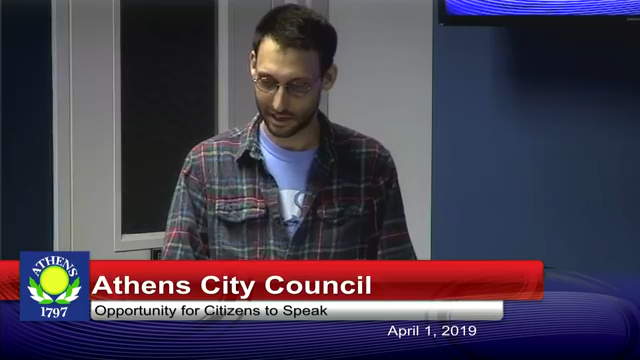 ATHENS
1797
Athens City Council
Opportunity for Citizens to Speak
April 1, 2019